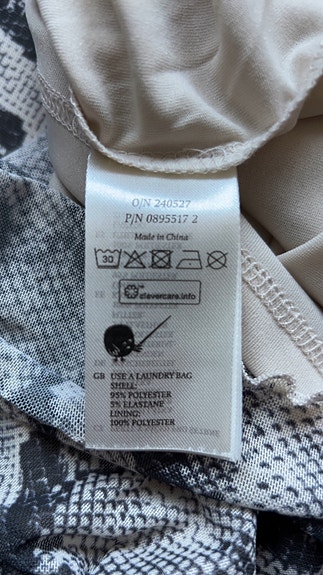 O/N 240527
P/N 0895517 2
Made in China
30
clevercare.info
GB USE A LAUNDRY BAG
SHELL:
95% POLYESTER
5% ELASTANE
LINING:
100% POLYESTER